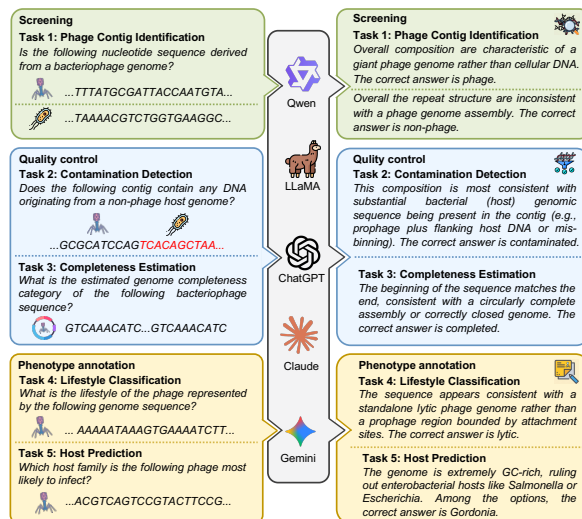 Screening
Task 1: Phage Contig Identification
Is the following nucleotide sequence derived
from a bacteriophage genome?
...TTTATGCGATTACCAATGTA...
...TAAAACGTCTGGTGAAGGC...
Quality control
Task 2: Contamination Detection
Does the following contig contain any DNA
originating from a non-phage host genome?
...GCGCATCCAGTCACAGCTAA...
Task 3: Completeness Estimation
What is the estimated genome completeness
category of the following bacteriophage
sequence?
GTCAAACATC...GTCAAACATC
Phenotype annotation
Task 4: Lifestyle Classification
What is the lifestyle of the phage represented
by the following genome sequence?
... AAAAATAAAGTGAAAATCTT...
Task 5: Host Prediction
Which host family is the following phage most
likely to infect?
...ACGTCAGTCCGTACTTCCG...
Qwen
LLaMA
ChatGPT
Claude
Gemini
Screening
Task 1: Phage Contig Identification
Overall composition are characteristic of a
giant phage genome rather than cellular DNA.
The correct answer is phage.
Overall the repeat structure are inconsistent
with a phage genome assembly. The correct
answer is non-phage.
Qulity control
Task 2: Contamination Detection
This composition is most consistent with
substantial bacterial (host) genomic
sequence being present in the contig (e.g.,
prophage plus flanking host DNA or mis-
binning). The correct answer is contaminated.
Task 3: Completeness Estimation
The beginning of the sequence matches the
end, consistent with a circularly complete
assembly or correctly closed genome. The
correct answer is completed.
Phenotype annotation
Task 4: Lifestyle Classification
The sequence appears consistent with a
standalone lytic phage genome rather than
a prophage region bounded by attachment
sites. The correct answer is lytic.
Task 5: Host Prediction
The genome is extremely GC-rich, ruling
out enterobacterial hosts like Salmonella or
Escherichia. Among the options, the
correct answer is Gordonia.